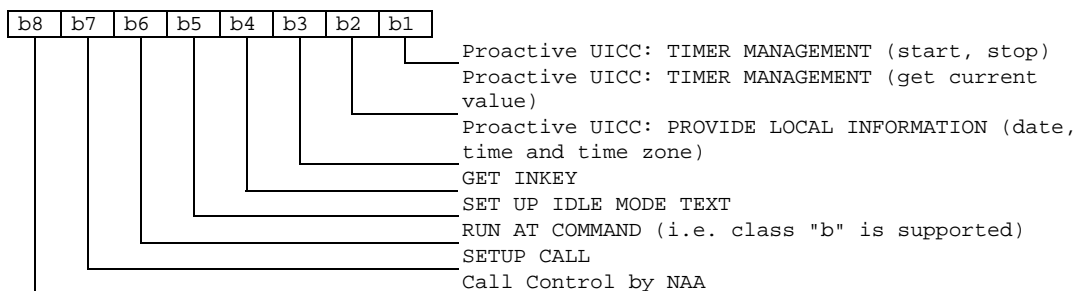 b8 b7 b6 b5 b4 b3 b2 b1
Proactive UICC: TIMER MANAGEMENT (start, stop)
Proactive UICC: TIMER MANAGEMENT (get current
value)
Proactive UICC: PROVIDE LOCAL INFORMATION (date,
time and time zone)
GET INKEY
SET UP IDLE MODE TEXT
RUN AT COMMAND (i.e. class "b" is supported)
SETUP CALL
Call Control by NAA